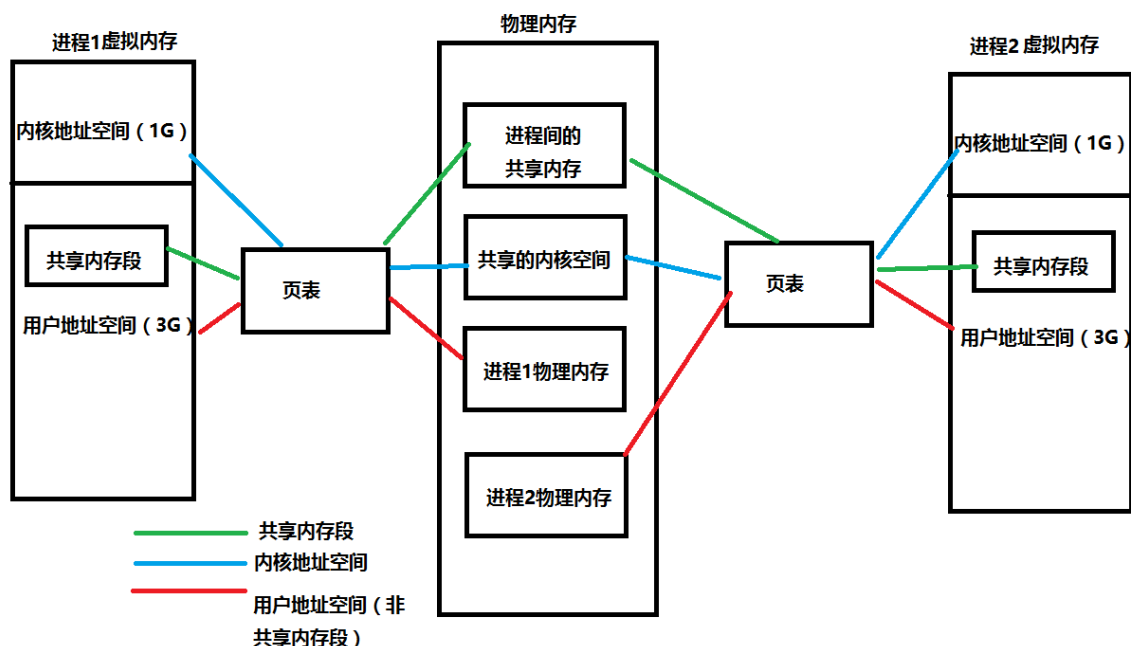 进程1虚拟内存
内核地址空间（1G）
共享内存段
用户地址空间（3G）
页表
物理内存
进程间的
共享内存
共享的内核空间
进程1物理内存
进程2物理内存
页表
进程2 虚拟内存
内核地址空间（1G）
共享内存段
用户地址空间（3G）
共享内存段
内核地址空间
用户地址空间（非
共享内存段）